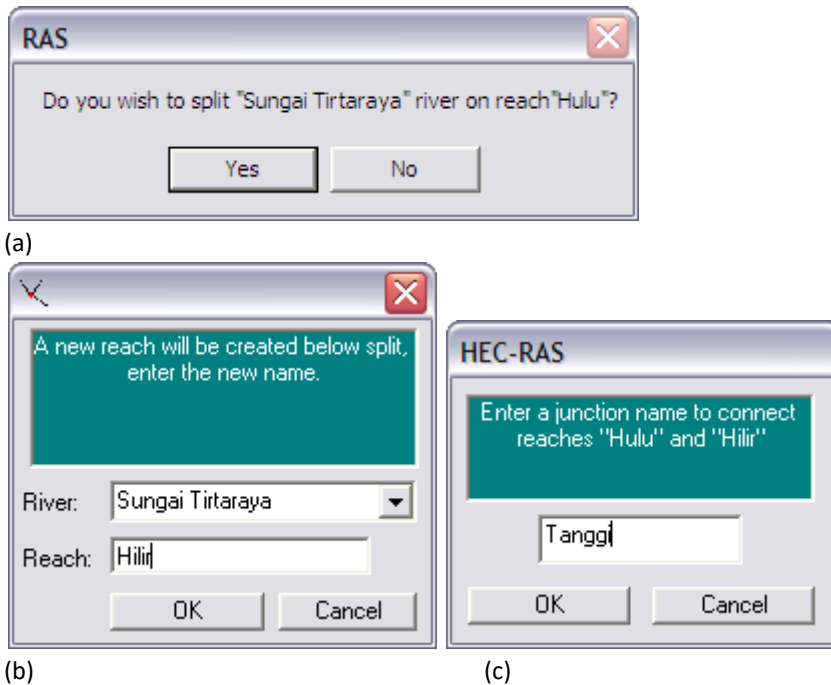 RAS
Do you wish to split "Sungai Tirtaraya" river on reach"Hulu"?
Yes No
(a)
A new reach will be created below split,
enter the new name.
River: Sungai Tirtaraya
Reach: Hilir
OK Cancel
(b)
HEC-RAS
Enter a junction name to connect
reaches "Hulu" and "Hilir"
Tanggi
OK Cancel
(c)